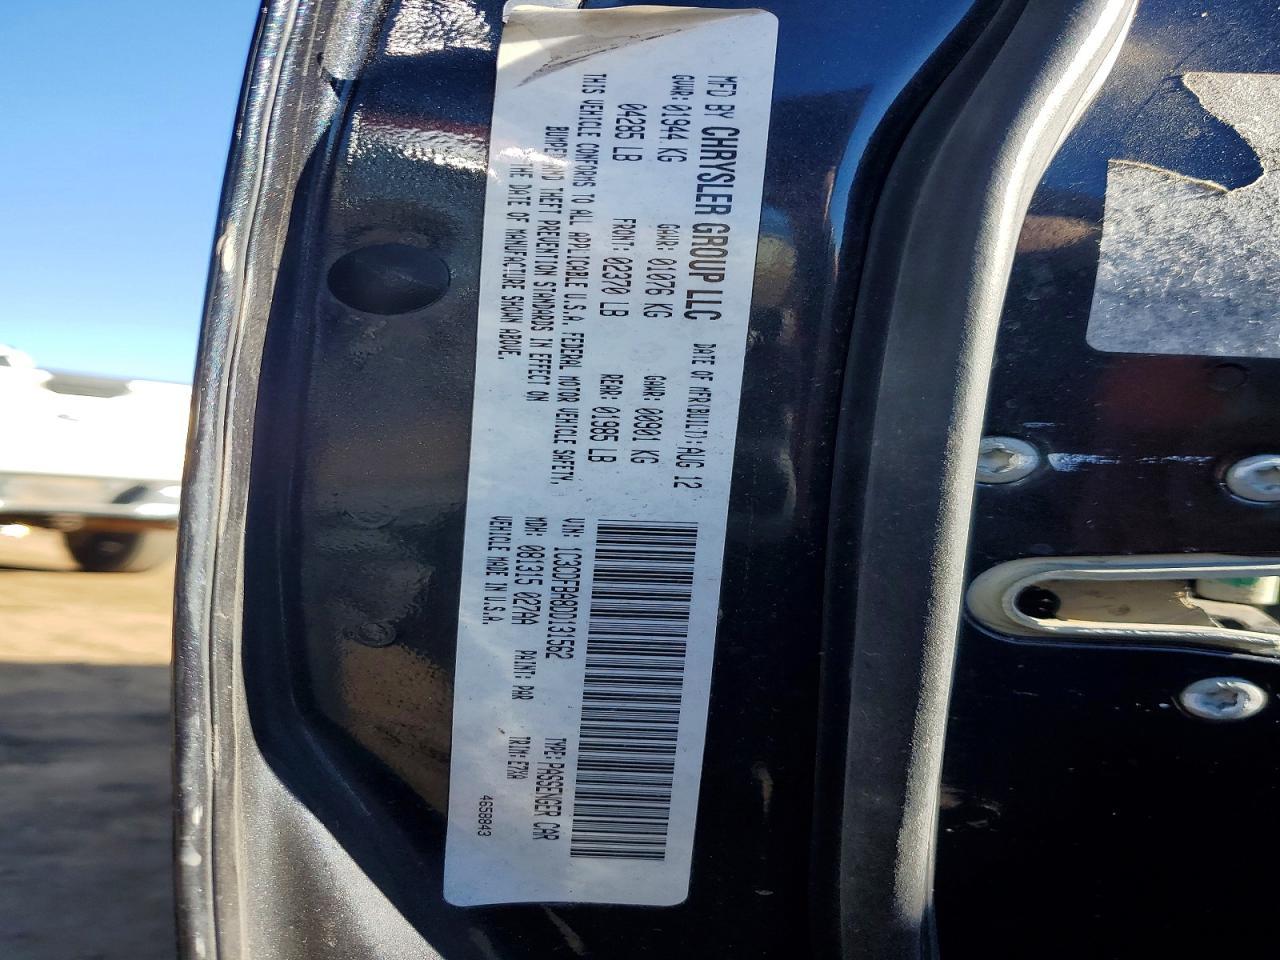 MFD BY CHRYSLER GROUP LLC DATE OF MFR(BUILT): AUG 12
GVWR: 01944 KG GAWR: 01076 KG GAWR: 00901 KG
04285 LB FRONT: 02370 LB REAR: 01985 LB
THIS VEHICLE CONFORMS TO ALL APPLICABLE U.S.A. FEDERAL MOTOR VEHICLE SAFETY,
BUMPER AND THEFT PREVENTION STANDARDS IN EFFECT ON
THE DATE OF MANUFACTURE SHOWN ABOVE.
VIN: 1C3CDFBA8DD131562 TYPE: PASSENGER CAR
MDH: 081315 027AA PAINT: PAR TRIM: E7XA
VEHICLE MADE IN U.S.A. 4658843